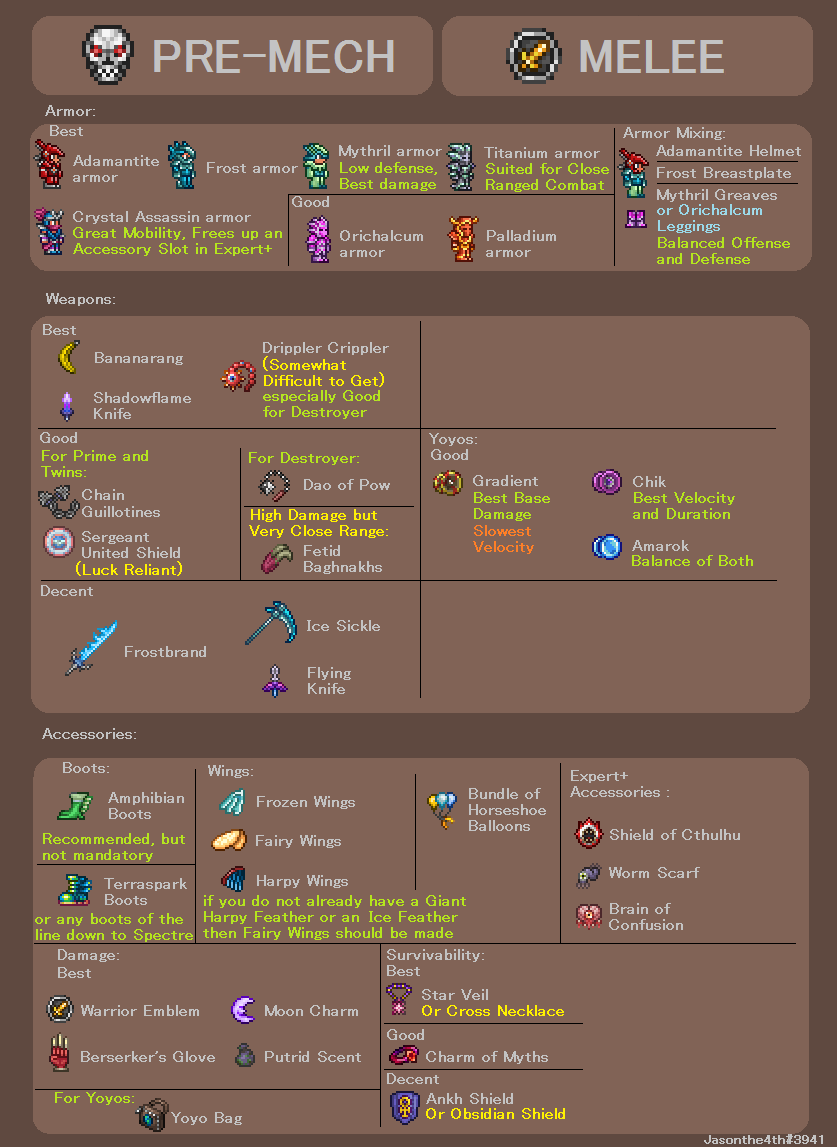 PRE-MECH
MELEE
Armor:
Best
Adamantite
armor
Frost armor
Mythril armor
Low defense,
Best damage
Titanium armor
Suited for Close
Ranged Combat
Crystal Assassin armor
Great Mobility, Frees up an
Accessory Slot in Expert+
Good
Orichalcum
armor
Palladium
armor
Armor Mixing:
Adamantite Helmet
Frost Breastplate
Mythril Greaves
or Orichalcum
Leggings
Balanced Offense
and Defense
Weapons:
Best
Bananarang
Shadowflame
Knife
Drippler Crippler
(Somewhat
Difficult to Get)
especially Good
for Destroyer
Good
For Prime and
Twins:
Chain
Guillotines
Sergeant
United Shield
(Luck Reliant)
For Destroyer:
Dao of Pow
High Damage but
Very Close Range:
Fetid
Baghnakhs
Yoyos:
Good
Gradient
Best Base
Damage
Slowest
Velocity
Chik
Best Velocity
and Duration
Amarok
Balance of Both
Decent
Frostbrand
Ice Sickle
Flying
Knife
Accessories:
Boots:
Amphibian
Boots
Recommended, but
not mandatory
Terraspark
Boots
or any boots of the
line down to Spectre
Wings:
Frozen Wings
Fairy Wings
Harpy Wings
if you do not already have a Giant
Harpy Feather or an Ice Feather
then Fairy Wings should be made
Bundle of
Horseshoe
Balloons
Expert+
Accessories :
Shield of Cthulhu
Worm Scarf
Brain of
Confusion
Damage:
Best
Warrior Emblem
Moon Charm
Berserker's Glove
Putrid Scent
For Yoyos:
Yoyo Bag
Survivability:
Best
Star Veil
Or Cross Necklace
Good
Charm of Myths
Decent
Ankh Shield
Or Obsidian Shield
Jasonthe4th#3941